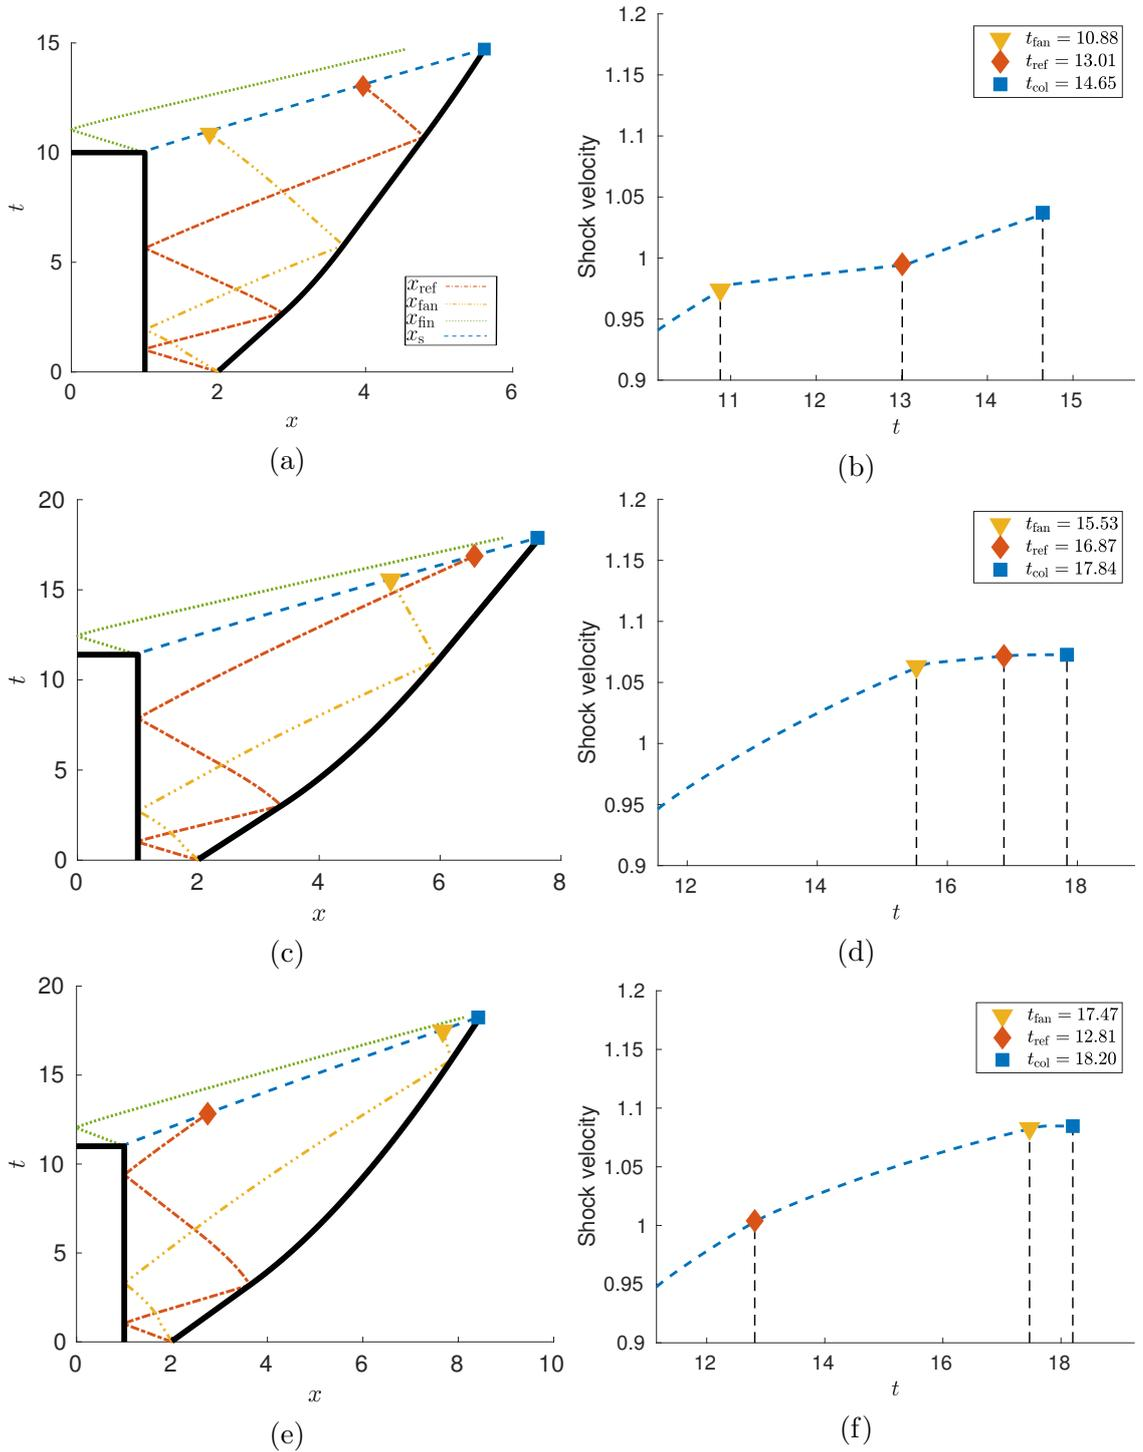 15
10
5
0
t
0
2
4
6
x
x_ref
x_fan
x_fin
x_s
(a)
1.2
1.15
1.1
1.05
1
0.95
0.9
Shock velocity
11
12
13
14
15
t
t_fan = 10.88
t_ref = 13.01
t_col = 14.65
(b)
20
15
10
5
0
t
0
2
4
6
8
x
(c)
1.2
1.15
1.1
1.05
1
0.95
0.9
Shock velocity
12
14
16
18
t
t_fan = 15.53
t_ref = 16.87
t_col = 17.84
(d)
20
15
10
5
0
t
0
2
4
6
8
10
x
(e)
1.2
1.15
1.1
1.05
1
0.95
0.9
Shock velocity
12
14
16
18
t
t_fan = 17.47
t_ref = 12.81
t_col = 18.20
(f)